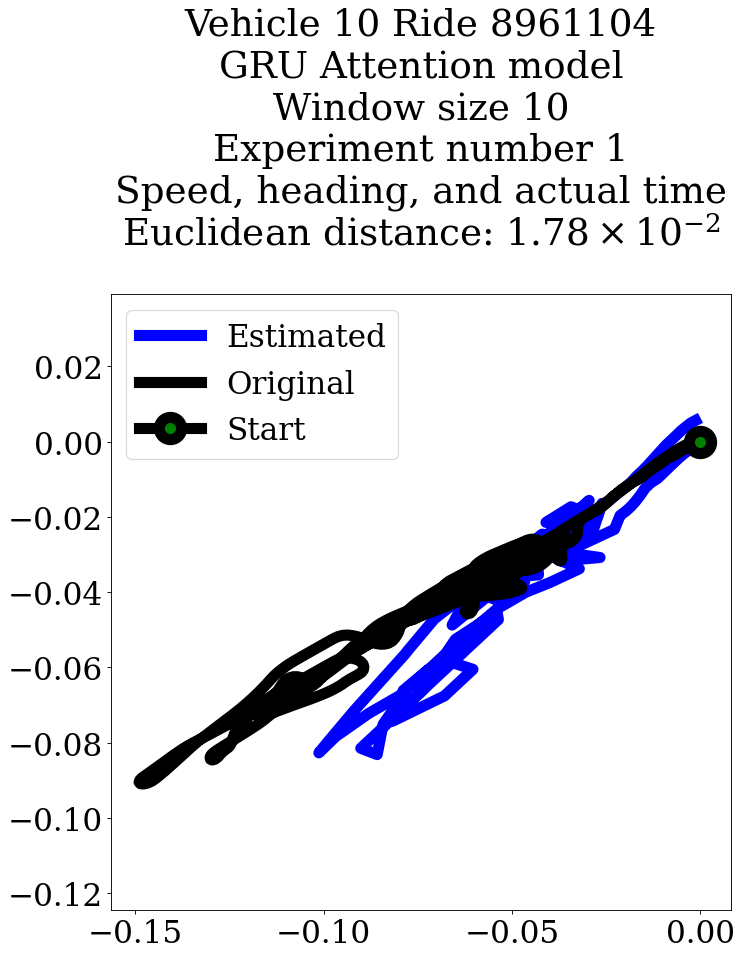 Vehicle 10 Ride 8961104
GRU Attention model
Window size 10
Experiment number 1
Speed, heading, and actual time
Euclidean distance: 1.78 × 10⁻²
Estimated
Original
Start
0.02
0.00
−0.02
−0.04
−0.06
−0.08
−0.10
−0.12
−0.15 −0.10 −0.05 0.00